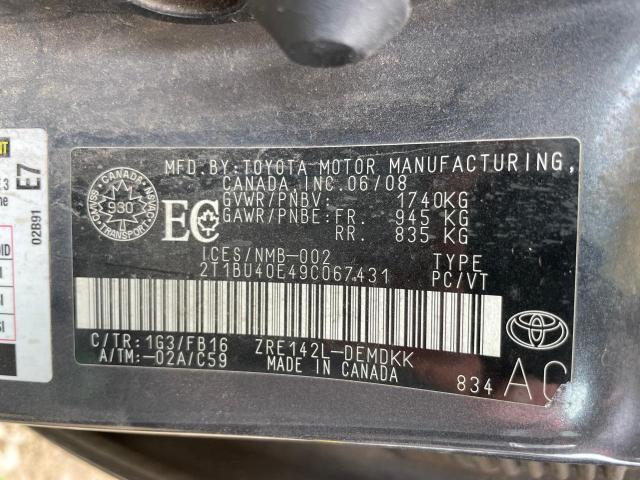 MFD. BY: TOYOTA MOTOR MANUFACTURING,
CANADA, INC. 06/08
GVWR/PNBV: 1740KG
GAWR/PNBE: FR. 945 KG
RR. 835 KG
CANADA
930
TRANSPORT
EC
ICES/NMB-002 TYPE
2T1BU40E49C067431 PC/VT
C/TR: 1G3/FB16 ZRE142L-DEMDKK
A/TM: -02A/C59 MADE IN CANADA
834 AC
E7
02B91